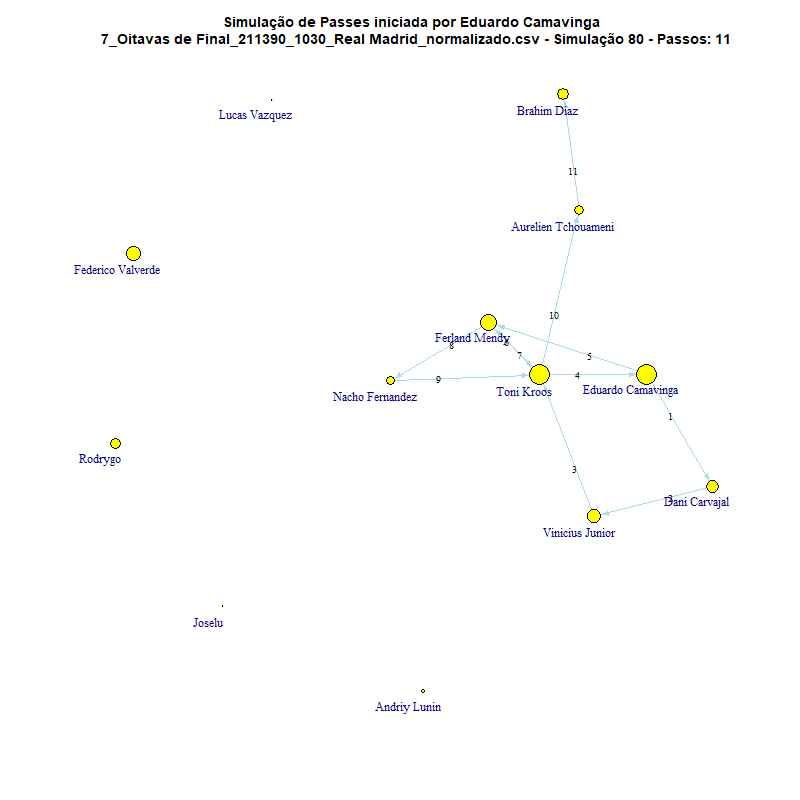 Simulação de Passes iniciada por Eduardo Camavinga
7_Oitavas de Final_211390_1030_Real Madrid_normalizado.csv - Simulação 80 - Passos: 11
Lucas Vazquez
Brahim Diaz
11
Aurelien Tchouameni
Federico Valverde
10
Ferland Mendy
8
7
5
9
4
Nacho Fernandez
Toni Kroos
Eduardo Camavinga
1
Rodrygo
3
2
Dani Carvajal
Vinicius Junior
Joselu
Andriy Lunin